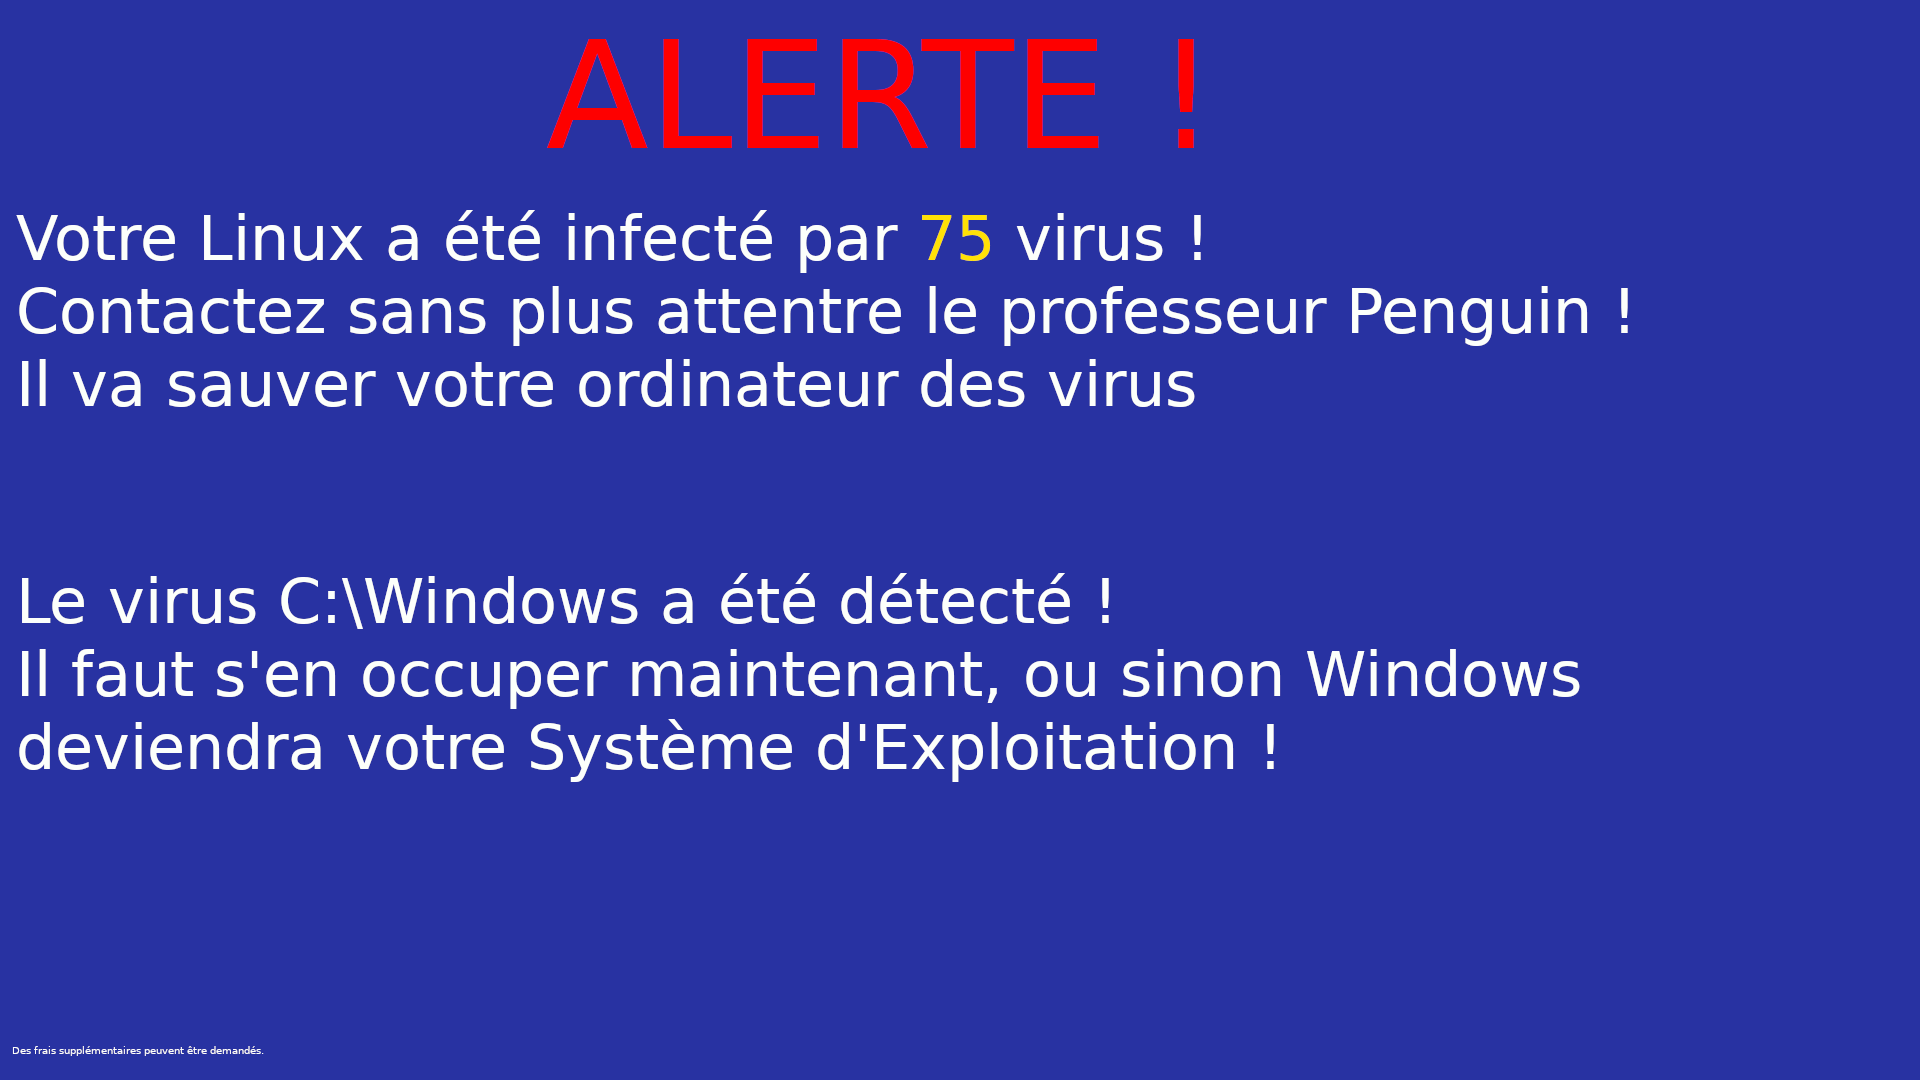 ALERTE !
Votre Linux a été infecté par 75 virus !
Contactez sans plus attentre le professeur Penguin !
Il va sauver votre ordinateur des virus
Le virus C:\Windows a été détecté !
Il faut s'en occuper maintenant, ou sinon Windows
deviendra votre Système d'Exploitation !
Des frais supplémentaires peuvent être demandés.